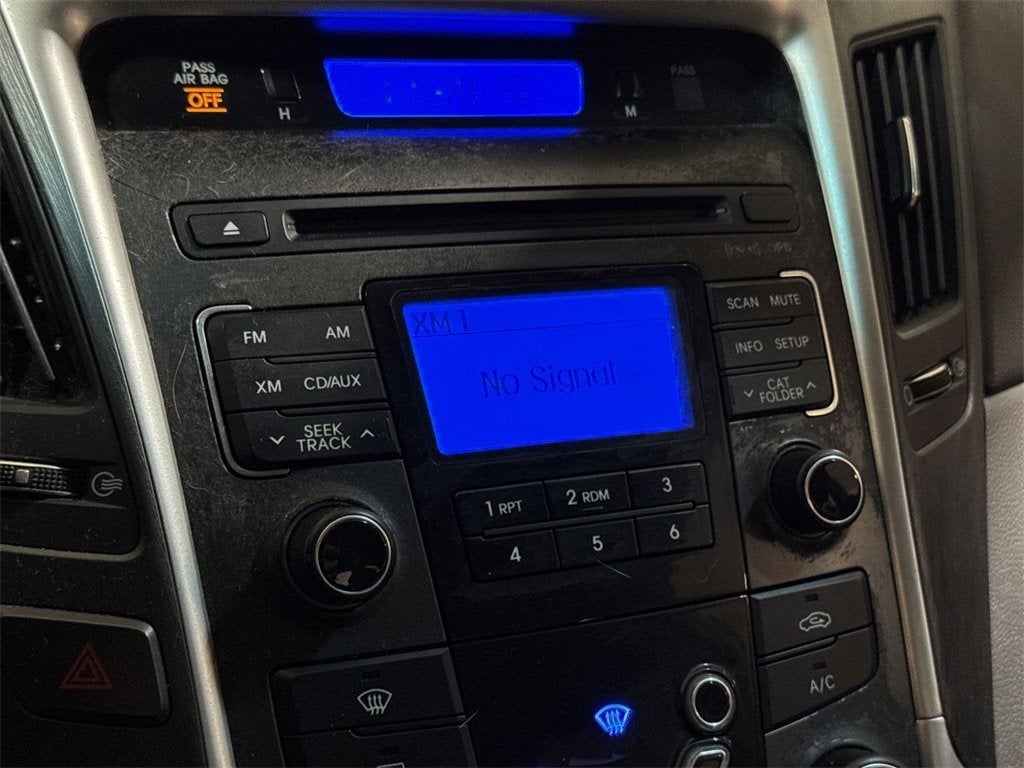 PASS
AIR BAG
OFF
H
M
PASS
FM AM
XM CD/AUX
SEEK
TRACK
XM 1
No Signal
SCAN MUTE
INFO SETUP
CAT
FOLDER
1 RPT 2 RDM 3
4 5 6
A/C